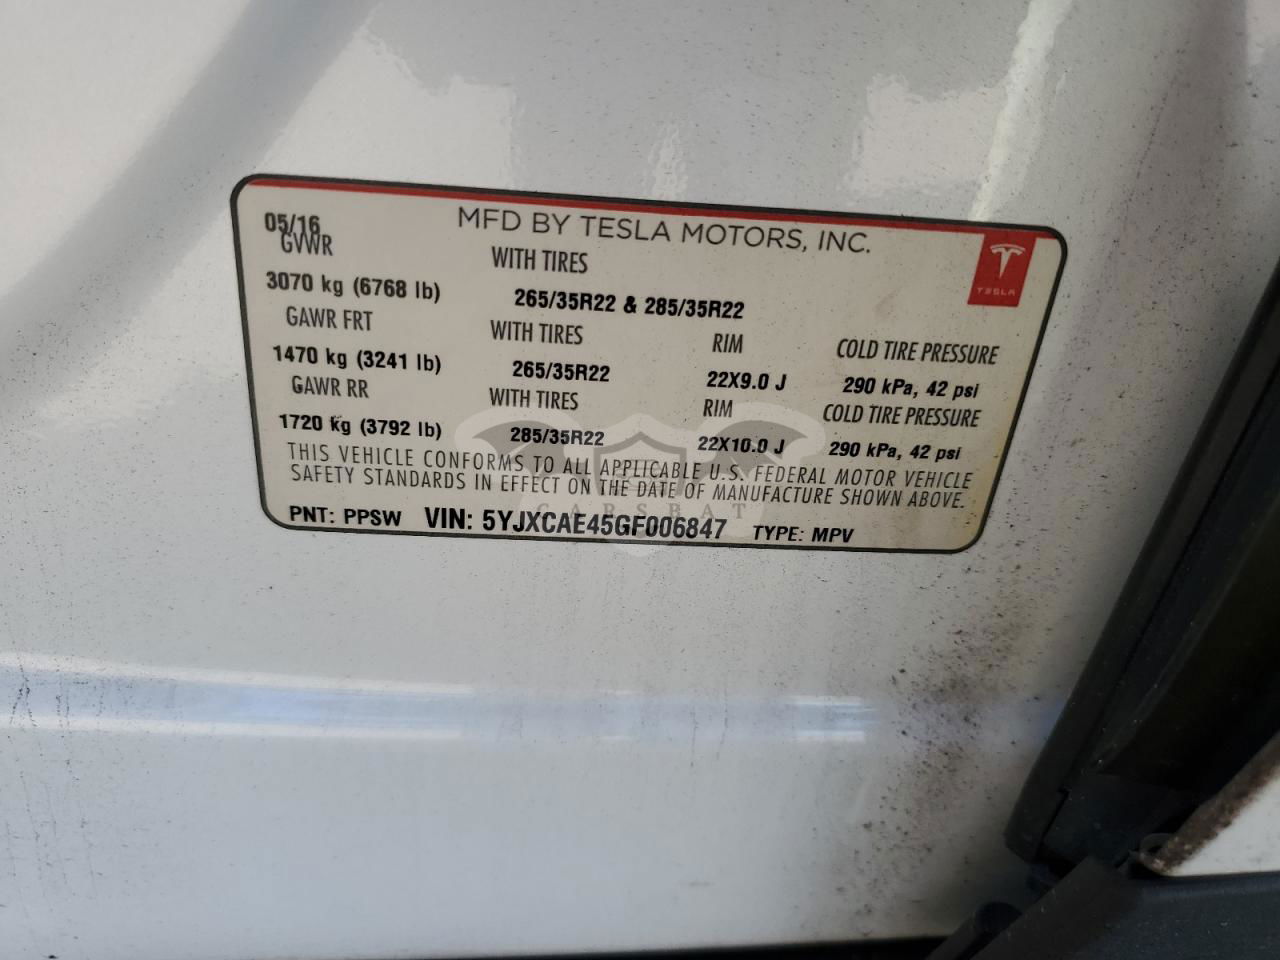 05/16 MFD BY TESLA MOTORS, INC.
GVWR WITH TIRES
TESLA
3070 kg (6768 lb) 265/35R22 & 285/35R22
GAWR FRT WITH TIRES RIM COLD TIRE PRESSURE
1470 kg (3241 lb) 265/35R22 22X9.0 J 290 kPa, 42 psi
GAWR RR WITH TIRES RIM COLD TIRE PRESSURE
1720 kg (3792 lb) 285/35R22 22X10.0 J 290 kPa, 42 psi
THIS VEHICLE CONFORMS TO ALL APPLICABLE U.S. FEDERAL MOTOR VEHICLE
SAFETY STANDARDS IN EFFECT ON THE DATE OF MANUFACTURE SHOWN ABOVE.
CARSBAT
PNT: PPSW VIN: 5YJXCAE45GF006847 TYPE: MPV